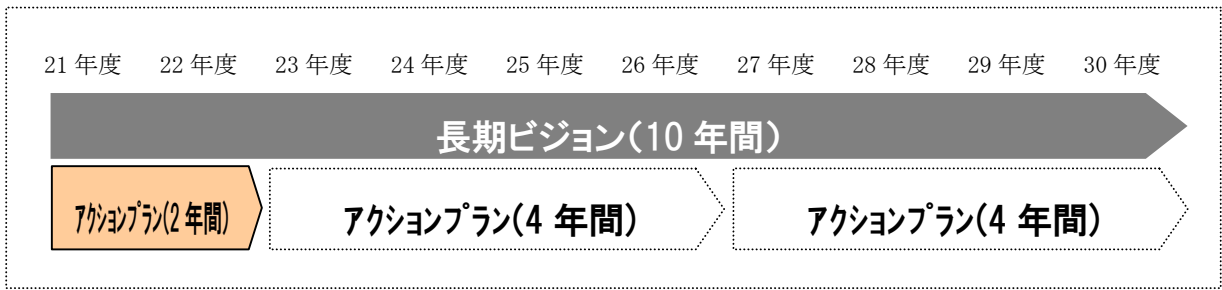 21 年度 22 年度 23 年度 24 年度 25 年度 26 年度 27 年度 28 年度 29 年度 30 年度
長期ビジョン（10 年間）
ｱｸｼｮﾝﾌﾟﾗﾝ(2 年間) アクションプラン(4 年間) アクションプラン(4 年間)